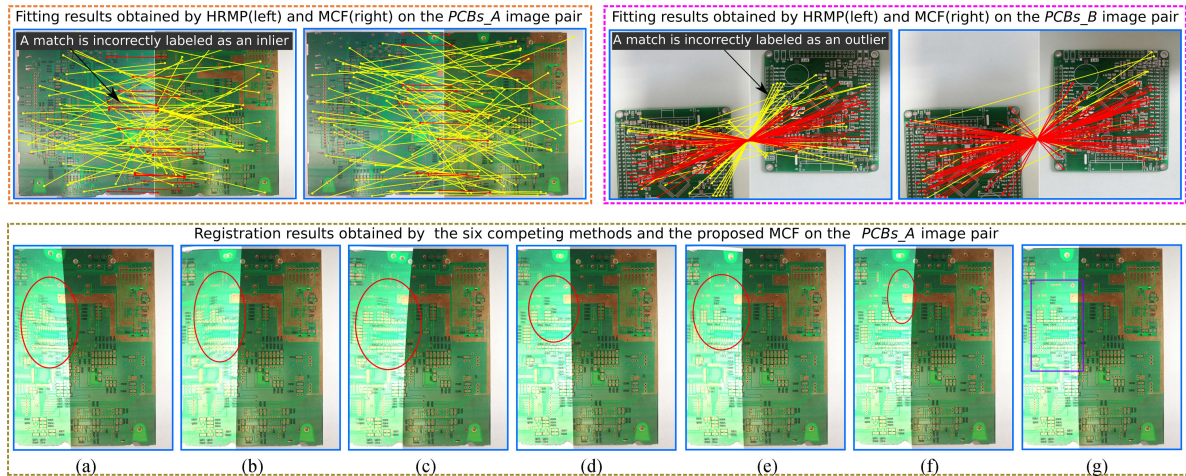 Fitting results obtained by HRMP(left) and MCF(right) on the PCBs_A image pair
A match is incorrectly labeled as an inlier
Fitting results obtained by HRMP(left) and MCF(right) on the PCBs_B image pair
A match is incorrectly labeled as an outlier
Registration results obtained by the six competing methods and the proposed MCF on the PCBs_A image pair
(a) (b) (c) (d) (e) (f) (g)